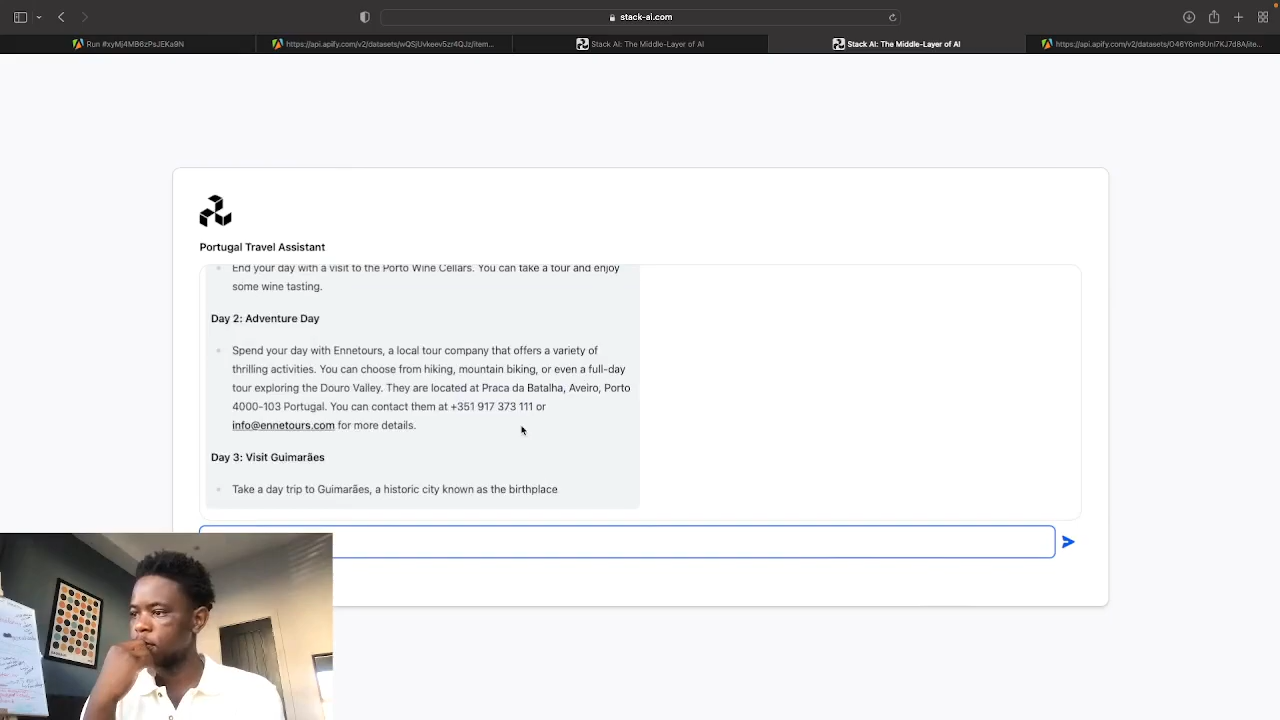 stack-ai.com
Run #xyMj4MB6zPsJEKa9N
https://api.apify.com/v2/datasets/wQSjUvkeev5zr4QJz/item...
Stack AI: The Middle-Layer of AI
Stack AI: The Middle-Layer of AI
https://api.apify.com/v2/datasets/O46Y6m9UnI7KJ7d8A/ite...
Portugal Travel Assistant
End your day with a visit to the Porto Wine Cellars. You can take a tour and enjoy
some wine tasting.
Day 2: Adventure Day
Spend your day with Ennetours, a local tour company that offers a variety of
thrilling activities. You can choose from hiking, mountain biking, or even a full-day
tour exploring the Douro Valley. They are located at Praca da Batalha, Aveiro, Porto
4000-103 Portugal. You can contact them at +351 917 373 111 or
info@ennetours.com for more details.
Day 3: Visit Guimarães
Take a day trip to Guimarães, a historic city known as the birthplace